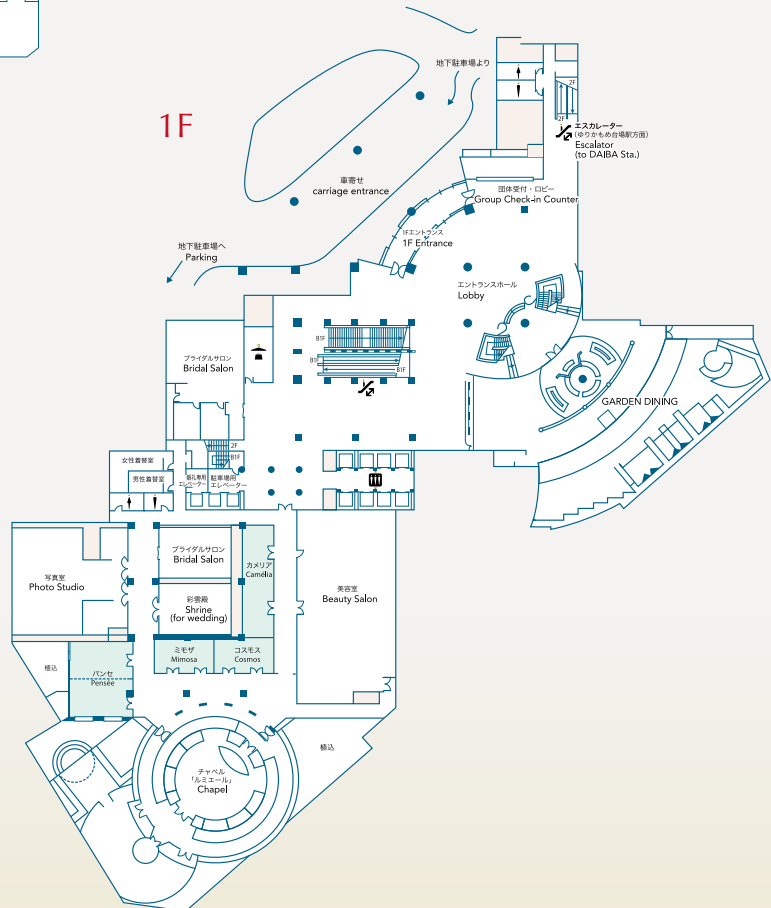 1F
地下駐車場より
2F
2F
エスカレーター
(ゆりかもめ台場駅方面)
Escalator
(to DAIBA Sta.)
車寄せ
carriage entrance
団体受付・ロビー
Group Check-in Counter
1Fエントランス
1F Entrance
地下駐車場へ
Parking
エントランスホール
Lobby
B1F
B1F
B1F
ブライダルサロン
Bridal Salon
GARDEN DINING
2F
B1F
女性着替室
男性着替室
婚礼専用
エレベーター
駐車場用
エレベーター
写真室
Photo Studio
ブライダルサロン
Bridal Salon
カメリア
Camélia
彩雲殿
Shrine
(for wedding)
美容室
Beauty Salon
ミモザ
Mimosa
コスモス
Cosmos
植込
パンセ
Pensée
植込
チャペル
「ルミエール」
Chapel